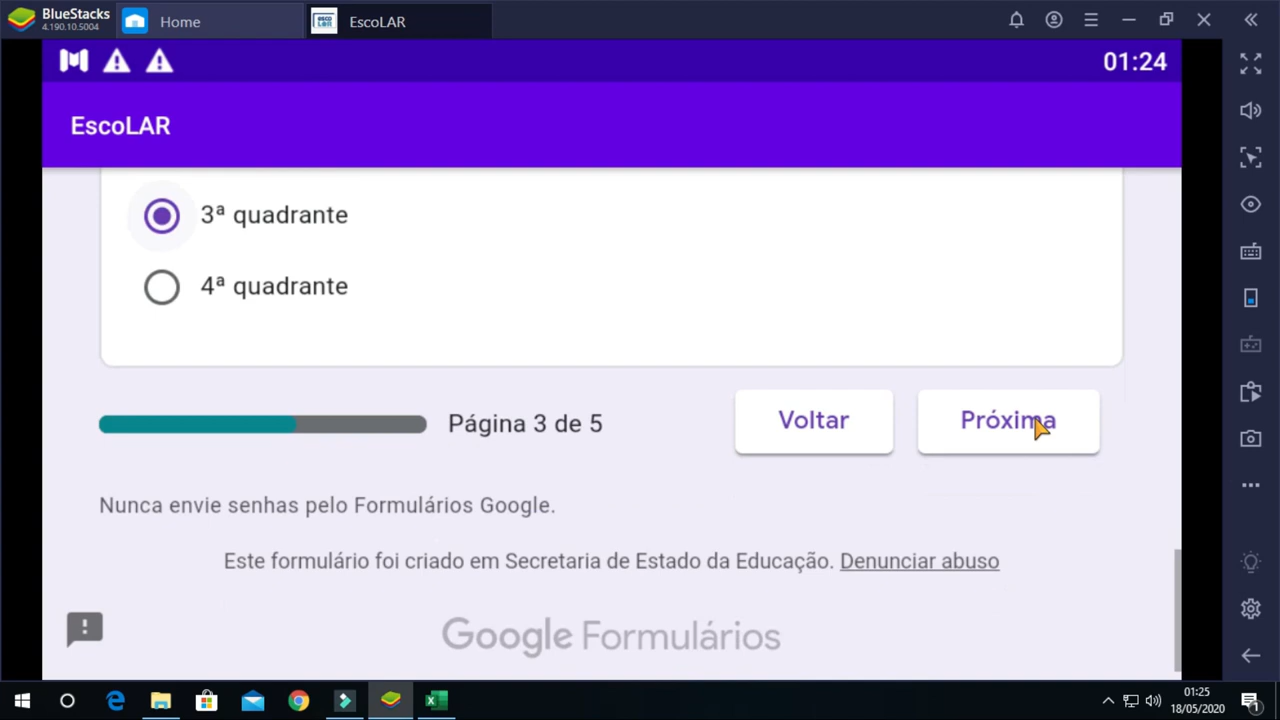 BlueStacks
4.190.10.5004
Home
EscoLAR
01:24
EscoLAR
3ª quadrante
4ª quadrante
Página 3 de 5
Voltar
Próxima
Nunca envie senhas pelo Formulários Google.
Este formulário foi criado em Secretaria de Estado da Educação. Denunciar abuso
Google Formulários
01:25
18/05/2020
1